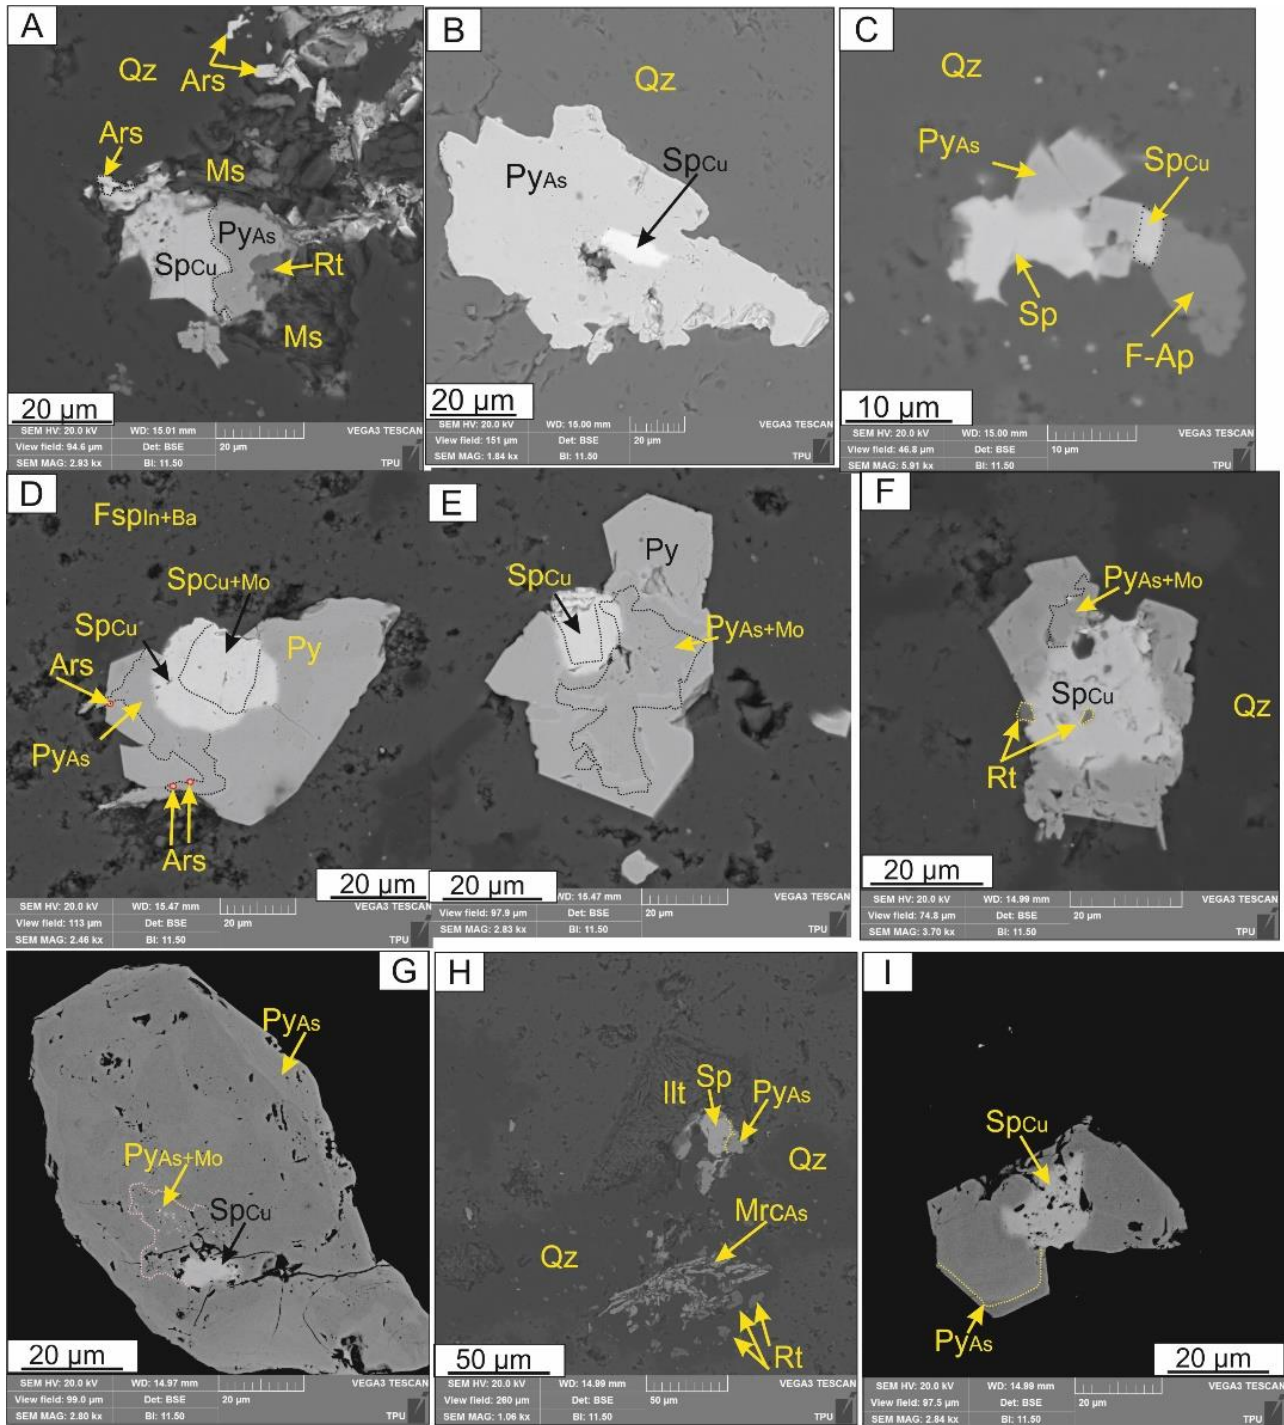 A
Ars
Qz
Ars
Ms
PyAs
SpCu
Rt
Ms
20 µm
SEM HV: 20.0 kV WD: 15.01 mm VEGA3 TESCAN
View field: 94.6 µm Det: BSE 20 µm
SEM MAG: 2.93 kx BI: 11.50 TPU
B
Qz
PyAs
SpCu
20 µm
SEM HV: 20.0 kV WD: 15.00 mm VEGA3 TESCAN
View field: 151 µm Det: BSE 20 µm
SEM MAG: 1.84 kx BI: 11.50 TPU
C
Qz
PyAs
SpCu
Sp
F-Ap
10 µm
SEM HV: 20.0 kV WD: 15.00 mm VEGA3 TESCAN
View field: 46.8 µm Det: BSE 10 µm
SEM MAG: 5.91 kx BI: 11.50 TPU
D
FspIn+Ba
SpCu+Mo
SpCu
Py
Ars
PyAs
Ars
20 µm
SEM HV: 20.0 kV WD: 15.47 mm VEGA3 TESCAN
View field: 113 µm Det: BSE 20 µm
SEM MAG: 2.46 kx BI: 11.50 TPU
E
Py
SpCu
PyAs+Mo
20 µm
SEM HV: 20.0 kV WD: 15.47 mm VEGA3 TESCAN
View field: 97.9 µm Det: BSE 20 µm
SEM MAG: 2.83 kx BI: 11.50 TPU
F
PyAs+Mo
SpCu
Qz
Rt
20 µm
SEM HV: 20.0 kV WD: 14.99 mm VEGA3 TESCAN
View field: 74.8 µm Det: BSE 20 µm
SEM MAG: 3.70 kx BI: 11.50 TPU
G
PyAs
PyAs+Mo
SpCu
20 µm
SEM HV: 20.0 kV WD: 14.97 mm VEGA3 TESCAN
View field: 99.0 µm Det: BSE 20 µm
SEM MAG: 2.80 kx BI: 11.50 TPU
H
Ilt
Sp
PyAs
Qz
MrcAs
Qz
Rt
50 µm
SEM HV: 20.0 kV WD: 14.99 mm VEGA3 TESCAN
View field: 260 µm Det: BSE 50 µm
SEM MAG: 1.06 kx BI: 11.50 TPU
I
SpCu
PyAs
20 µm
SEM HV: 20.0 kV WD: 14.99 mm VEGA3 TESCAN
View field: 97.5 µm Det: BSE 20 µm
SEM MAG: 2.84 kx BI: 11.50 TPU